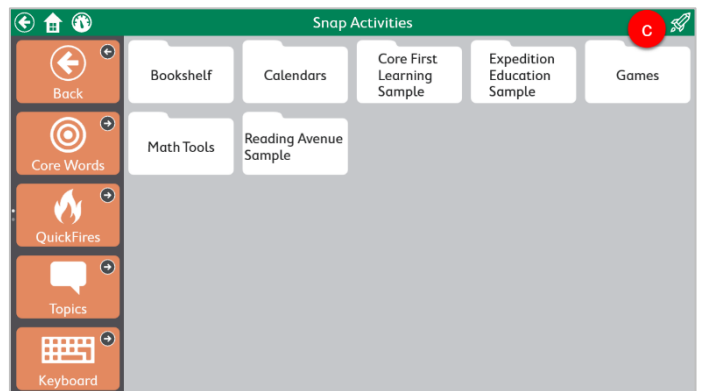 Snap Activities
C
Back
Bookshelf
Calendars
Core First
Learning
Sample
Expedition
Education
Sample
Games
Core Words
Math Tools
Reading Avenue
Sample
QuickFires
Topics
Keyboard